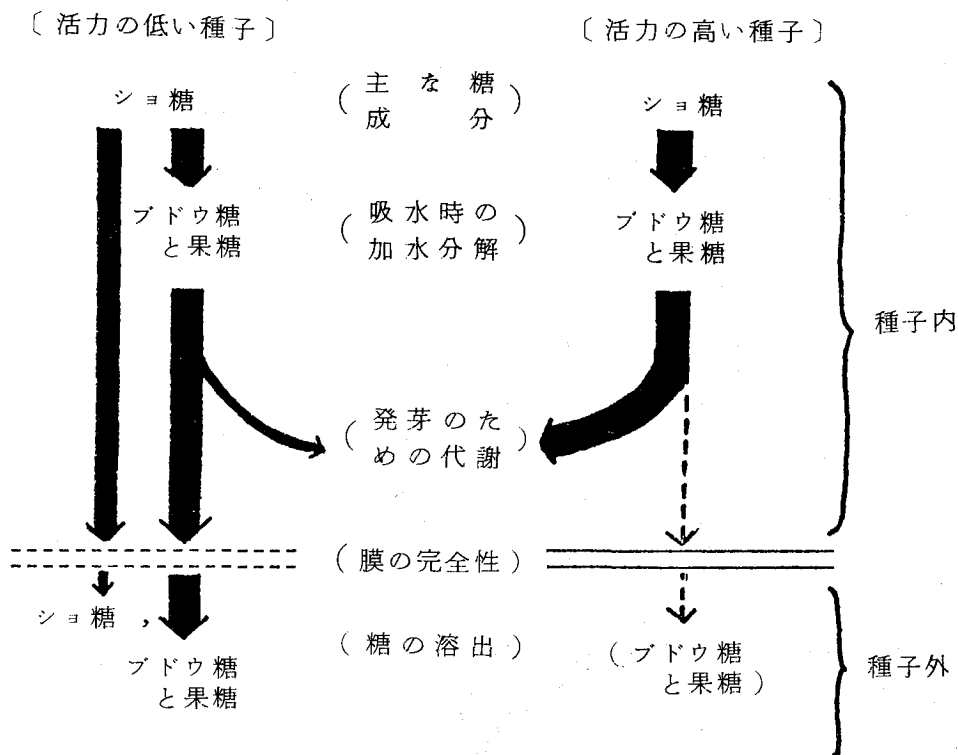 〔活力の低い種子〕
〔活力の高い種子〕
ショ糖
(主な糖
成分)
ショ糖
ブドウ糖
と果糖
(吸水時の
加水分解)
ブドウ糖
と果糖
種子内
(発芽のた
めの代謝)
(膜の完全性)
ショ糖,
ブドウ糖
と果糖
(糖の溶出)
(ブドウ糖
と果糖)
種子外